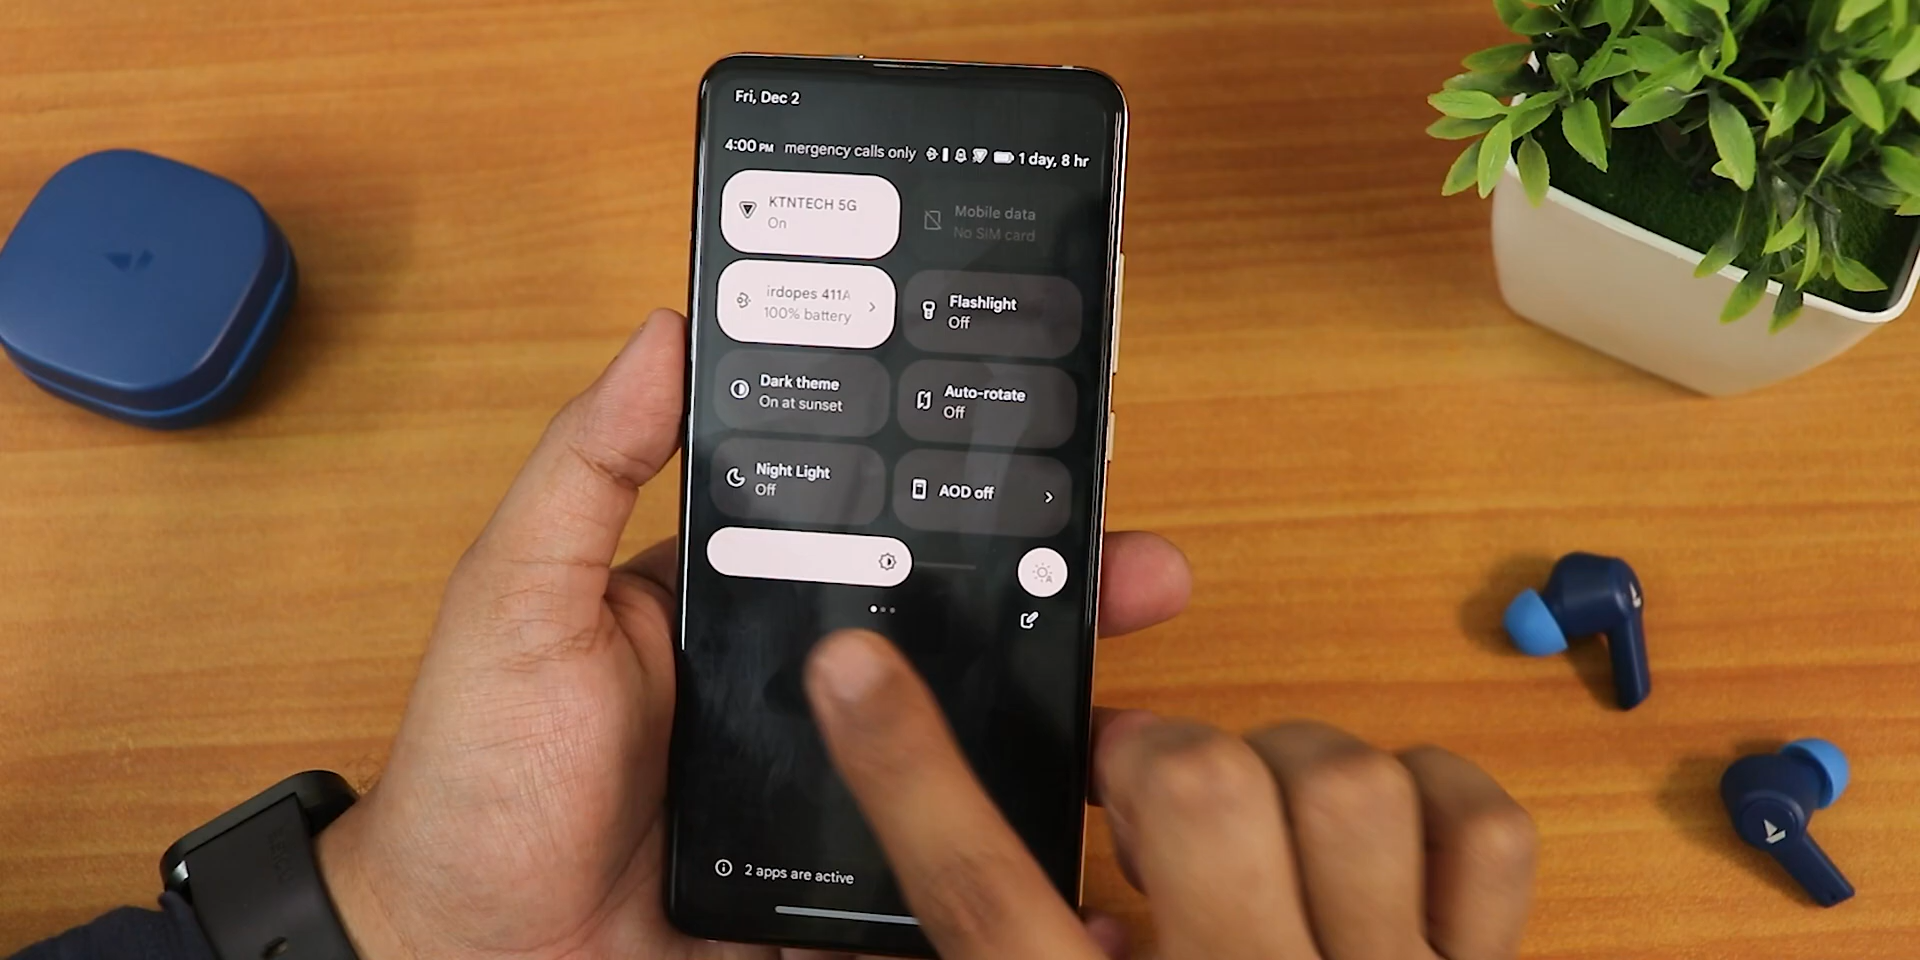 Fri, Dec 2
4:00 PM mergency calls only 1 day, 8 hr
KTNTECH 5G
On
Mobile data
No SIM card
irdopes 411A
100% battery
Flashlight
Off
Dark theme
On at sunset
Auto-rotate
Off
Night Light
Off
AOD off
2 apps are active